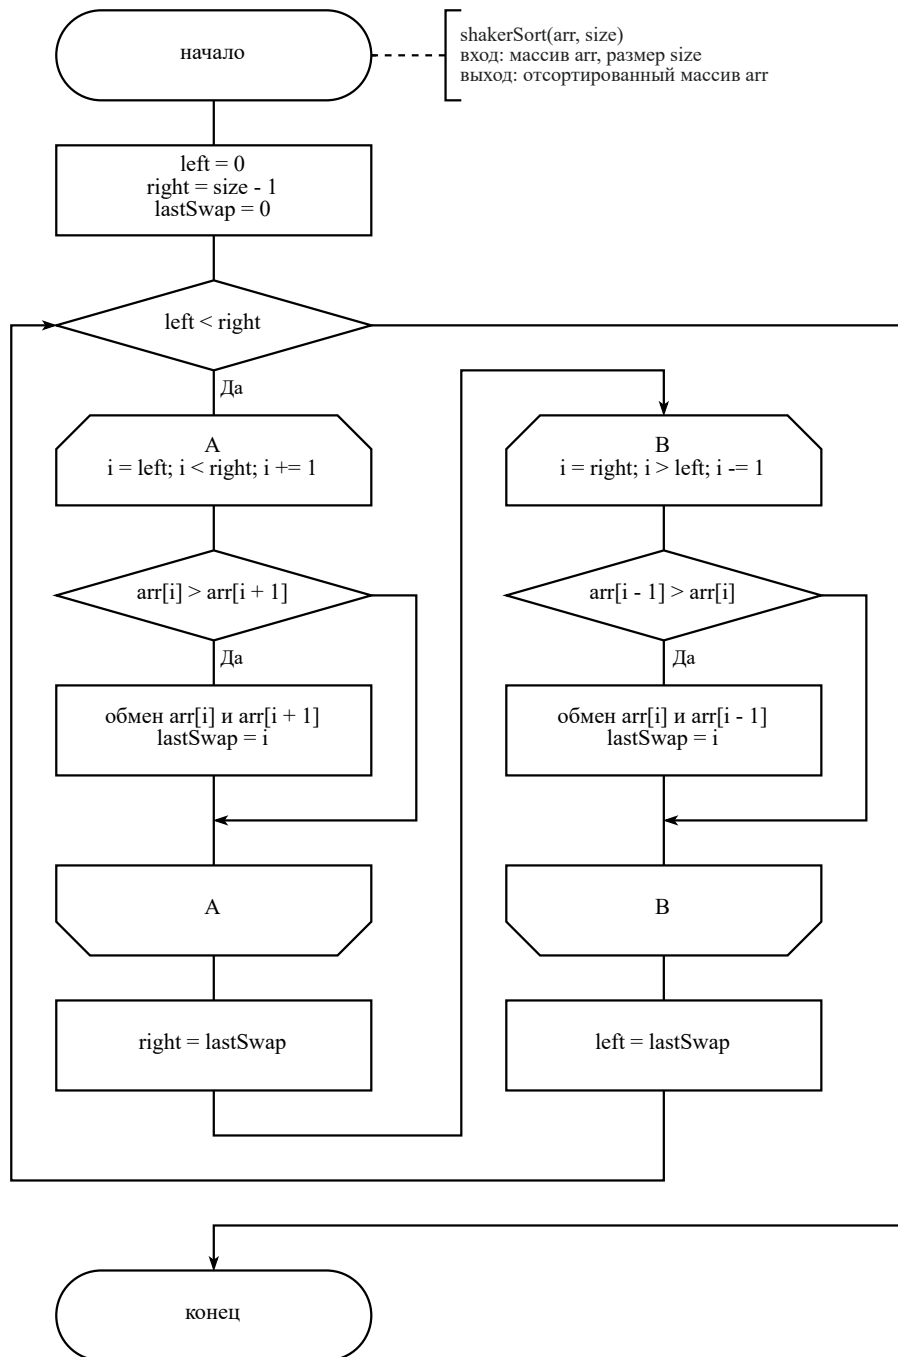 начало
shakerSort(arr, size)
вход: массив arr, размер size
выход: отсортированный массив arr
left = 0
right = size - 1
lastSwap = 0
left < right
Да
A
i = left; i < right; i += 1
arr[i] > arr[i + 1]
Да
обмен arr[i] и arr[i + 1]
lastSwap = i
A
right = lastSwap
B
i = right; i > left; i -= 1
arr[i - 1] > arr[i]
Да
обмен arr[i] и arr[i - 1]
lastSwap = i
B
left = lastSwap
конец